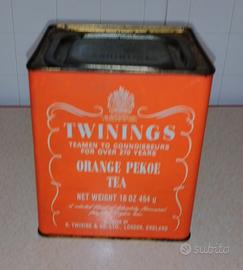 TWININGS
TEAMEN TO CONNOISSEURS
FOR OVER 270 YEARS
ORANGE PEKOE
TEA
NET WEIGHT 16 OZ 454 g
R. TWINING & CO. LTD., LONDON, ENGLAND
subito